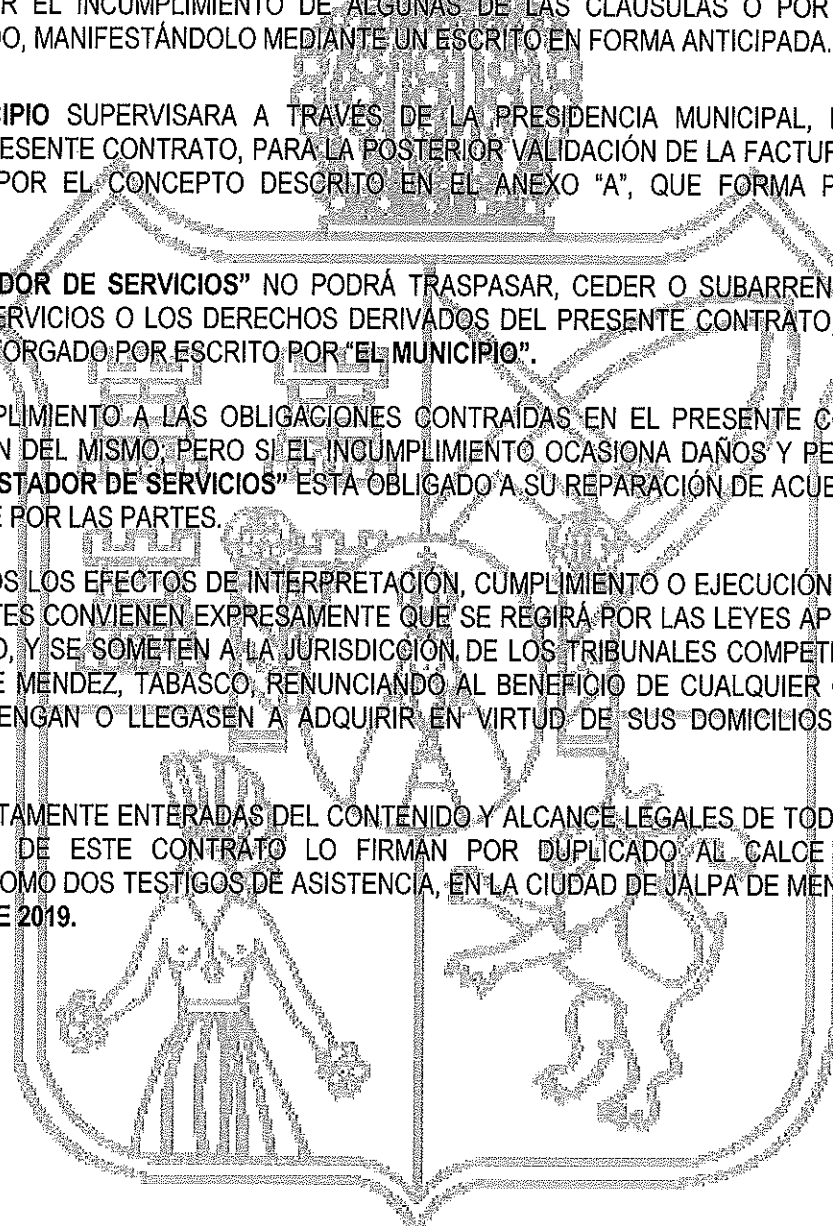 R EL INCUMPLIMIENTO DE ALGUNAS DE LAS CLAUSULAS O POR
DO, MANIFESTÁNDOLO MEDIANTE UN ESCRITO EN FORMA ANTICIPADA.
CIPIO SUPERVISARA A TRAVÉS DE LA PRESIDENCIA MUNICIPAL,
ESENTE CONTRATO, PARA LA POSTERIOR VALIDACIÓN DE LA FACTUR
POR EL CONCEPTO DESCRITO EN EL ANEXO "A", QUE FORMA P
DOR DE SERVICIOS" NO PODRÁ TRASPASAR, CEDER O SUBARREN
ERVICIOS O LOS DERECHOS DERIVADOS DEL PRESENTE CONTRATO,
TORGADO POR ESCRITO POR "EL MUNICIPIO".
PLIMIENTO A LAS OBLIGACIONES CONTRAÍDAS EN EL PRESENTE C
N DEL MISMO; PERO SI EL INCUMPLIMIENTO OCASIONA DAÑOS Y PE
STADOR DE SERVICIOS" ESTA OBLIGADO A SU REPARACIÓN DE ACUE
E POR LAS PARTES.
OS LOS EFECTOS DE INTERPRETACIÓN, CUMPLIMIENTO O EJECUCIÓN
TES CONVIENEN EXPRESAMENTE QUE SE REGIRÁ POR LAS LEYES AP
O, Y SE SOMETEN A LA JURISDICCIÓN DE LOS TRIBUNALES COMPET
E MENDEZ, TABASCO, RENUNCIANDO AL BENEFICIO DE CUALQUIER
ENGAN O LLEGASEN A ADQUIRIR EN VIRTUD DE SUS DOMICILIOS
TAMENTE ENTERADAS DEL CONTENIDO Y ALCANCE LEGALES DE TOD
DE ESTE CONTRATO LO FIRMAN POR DUPLICADO AL CALCE
OMO DOS TESTIGOS DE ASISTENCIA, EN LA CIUDAD DE JALPA DE MEN
E 2019.